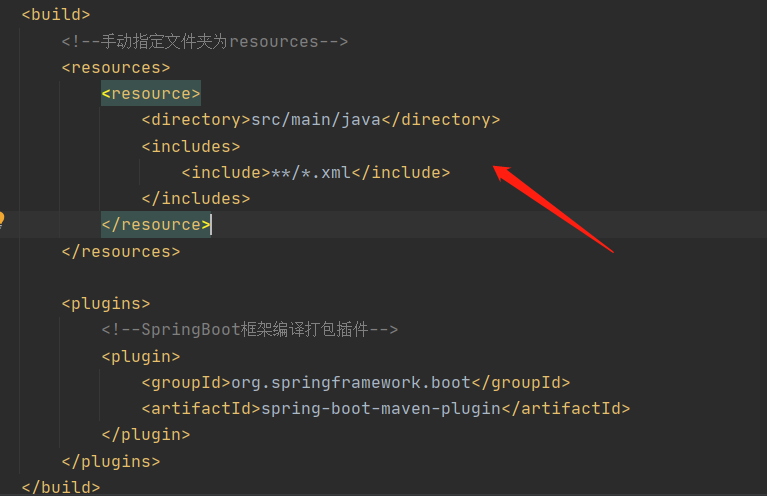 <build>
<!--手动指定文件夹为resources-->
<resources>
<resource>
<directory>src/main/java</directory>
<includes>
<include>**/*.xml</include>
</includes>
</resource>
</resources>
<plugins>
<!--SpringBoot框架编译打包插件-->
<plugin>
<groupId>org.springframework.boot</groupId>
<artifactId>spring-boot-maven-plugin</artifactId>
</plugin>
</plugins>
</build>